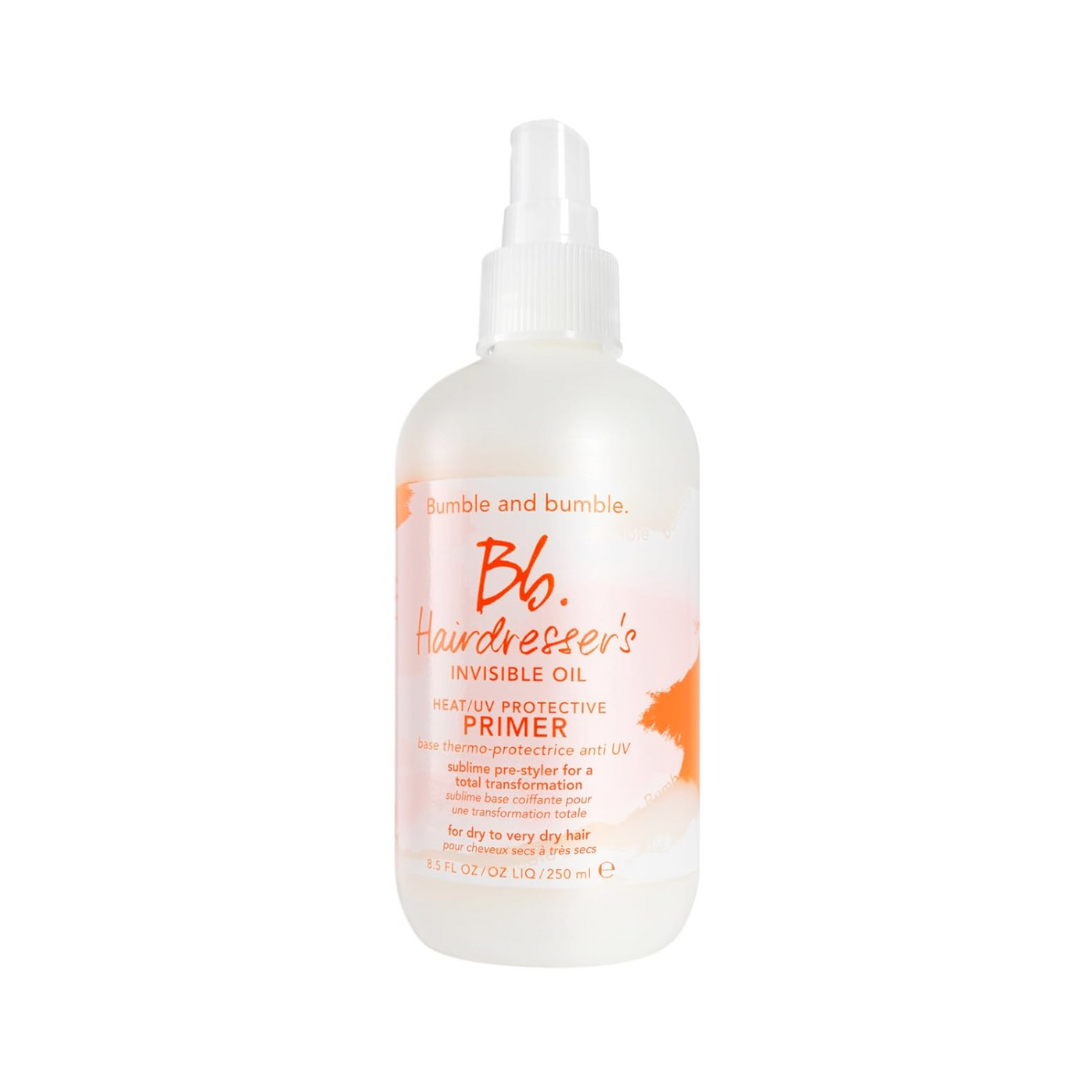 Bumble and bumble.
Bb.
Hairdresser's
INVISIBLE OIL
HEAT/UV PROTECTIVE
PRIMER
base thermo-protectrice anti UV
sublime pre-styler for a
total transformation
sublime base coiffante pour
une transformation totale
for dry to very dry hair
pour cheveux secs à très secs
8.5 FL OZ/OZ LIQ/250 ml ℮